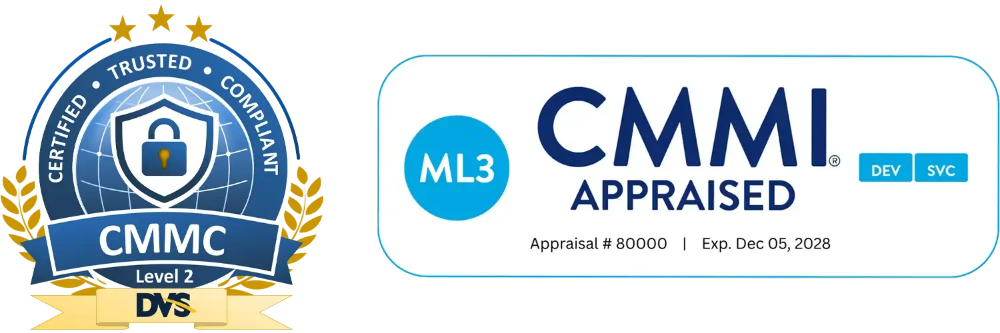 CERTIFIED • TRUSTED • COMPLIANT
CMMC
Level 2
DVS
ML3
CMMI®
APPRAISED
DEV SVC
Appraisal # 80000 | Exp. Dec 05, 2028